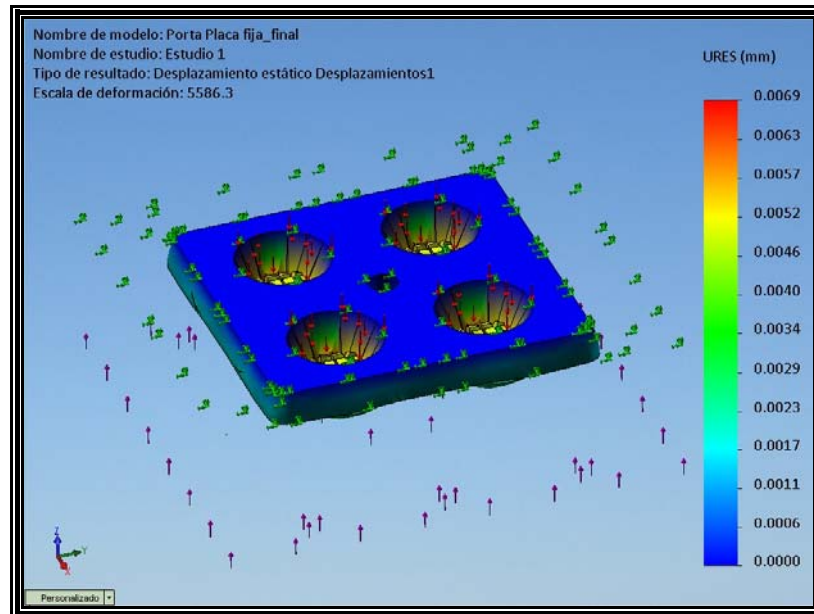 Nombre de modelo: Porta Placa fija_final
Nombre de estudio: Estudio 1
Tipo de resultado: Desplazamiento estático Desplazamientos1
Escala de deformación: 5586.3
URES (mm)
0.0069
0.0063
0.0057
0.0052
0.0046
0.0040
0.0034
0.0029
0.0023
0.0017
0.0011
0.0006
0.0000
Z
Y
X
Personalizado